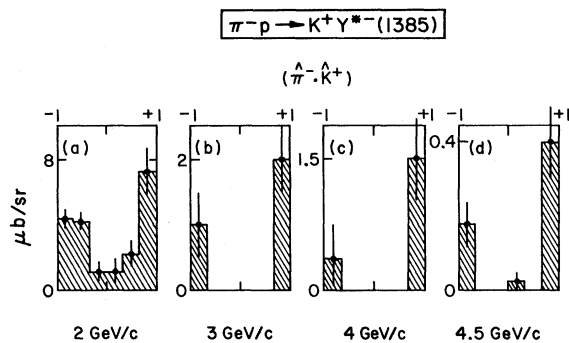 π⁻p → K⁺Y*⁻(1385)
(π̂⁻·K̂⁺)
-1 +1 -1 +1 -1 +1 -1 +1
(a) (b) (c) (d)
8 2 1.5 0.4
μb/sr
0 0 0 0
2 GeV/c 3 GeV/c 4 GeV/c 4.5 GeV/c